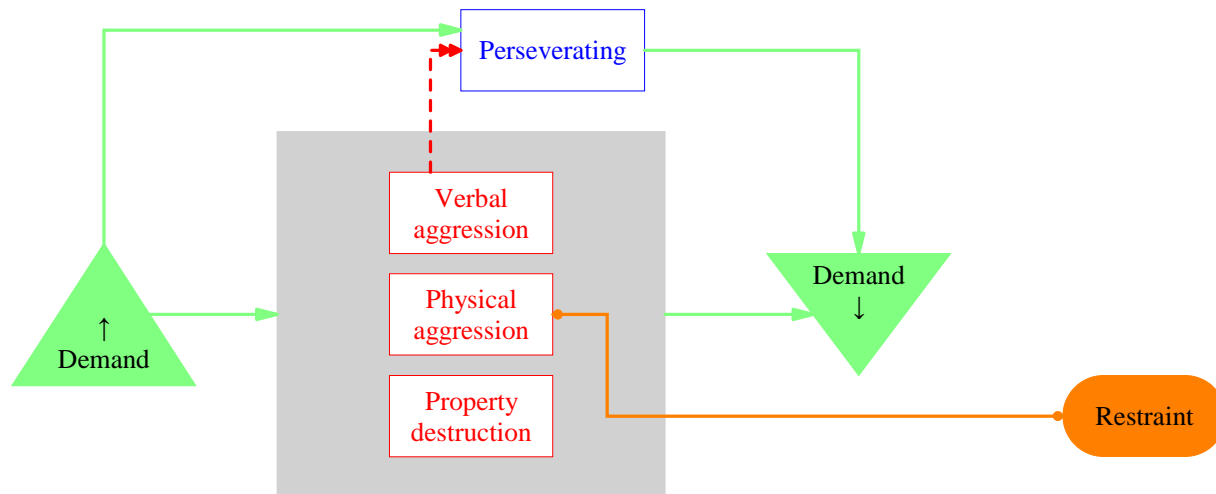 Perseverating
Verbal
aggression
Demand
↓
Physical
aggression
↑
Demand
Property
destruction
Restraint